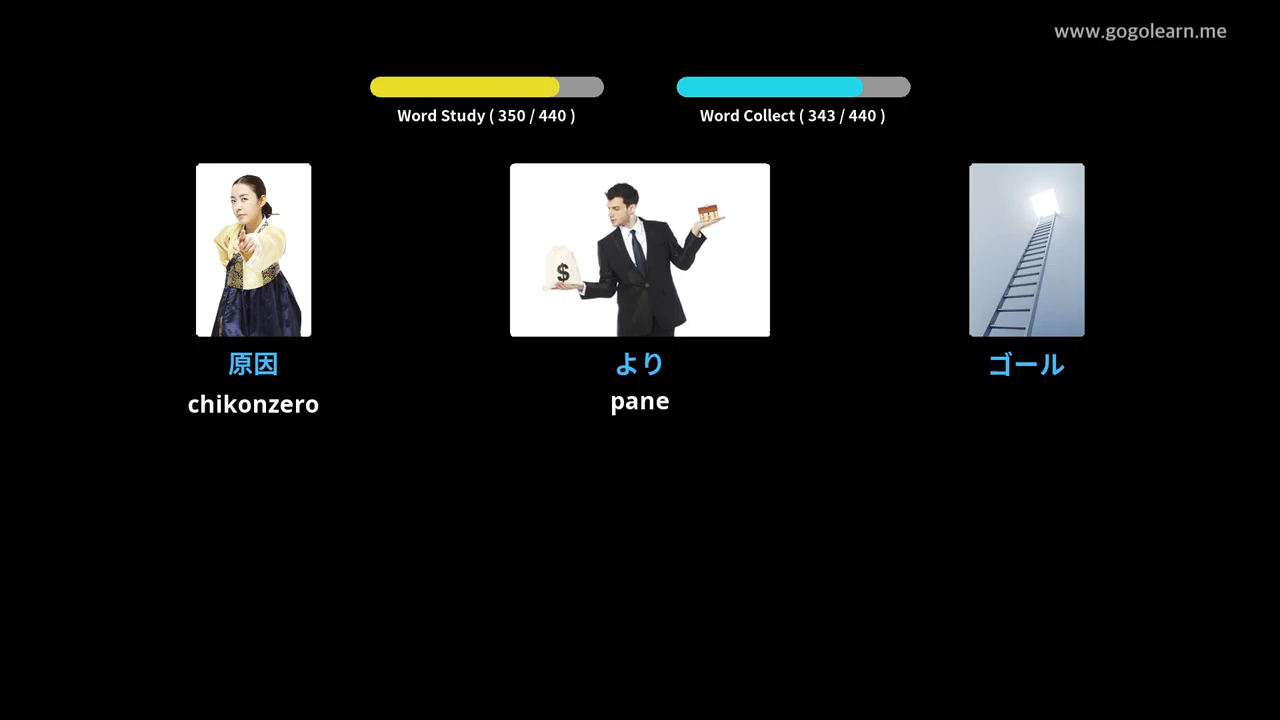 www.gogolearn.me
Word Study ( 350 / 440 )
Word Collect ( 343 / 440 )
$
原因
より
ゴール
chikonzero
pane